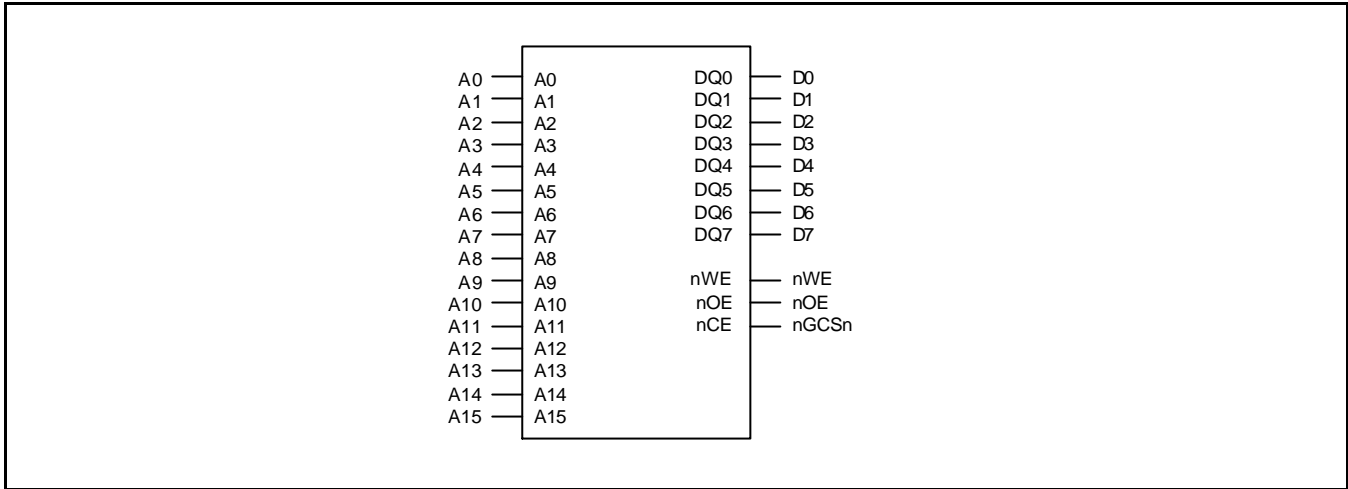 A0 A0 DQ0 D0
A1 A1 DQ1 D1
A2 A2 DQ2 D2
A3 A3 DQ3 D3
A4 A4 DQ4 D4
A5 A5 DQ5 D5
A6 A6 DQ6 D6
A7 A7 DQ7 D7
A8 A8
A9 A9 nWE nWE
A10 A10 nOE nOE
A11 A11 nCE nGCSn
A12 A12
A13 A13
A14 A14
A15 A15